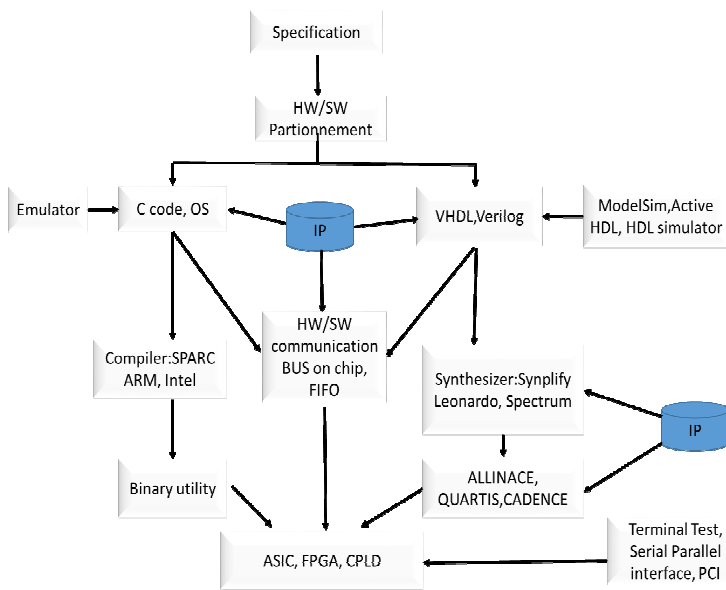 Specification
HW/SW
Partionnement
Emulator
C code, OS
IP
VHDL,Verilog
ModelSim,Active
HDL, HDL simulator
HW/SW
communication
BUS on chip,
FIFO
Compiler:SPARC
ARM, Intel
Synthesizer:Synplify
Leonardo, Spectrum
IP
Binary utility
ALLINACE,
QUARTIS,CADENCE
Terminal Test,
Serial Parallel
interface, PCI
ASIC, FPGA, CPLD